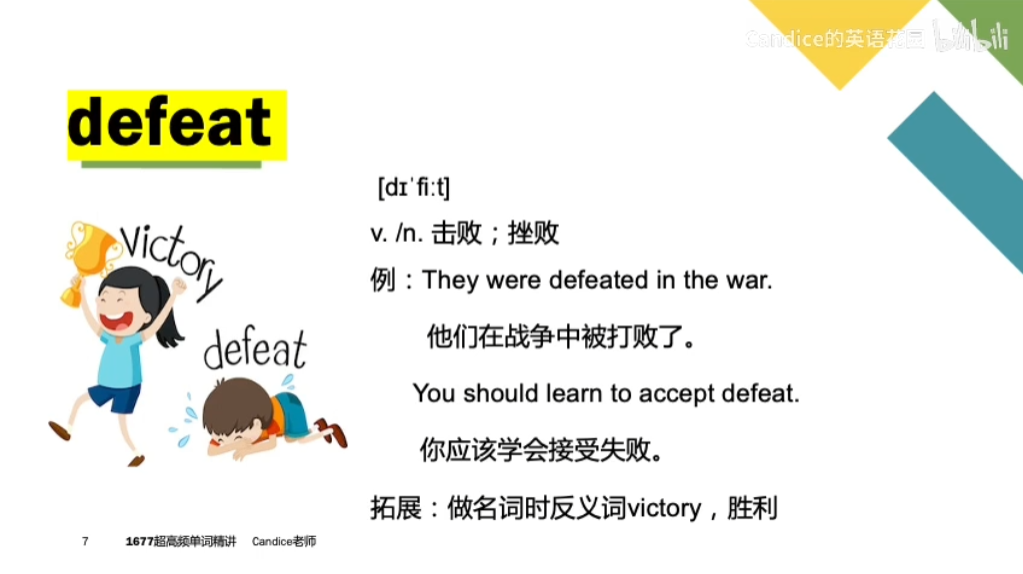 Candice的英语花园 bilibili
defeat
[dɪˈfiːt]
v. /n. 击败；挫败
例：They were defeated in the war.
他们在战争中被打败了。
You should learn to accept defeat.
你应该学会接受失败。
拓展：做名词时反义词victory，胜利
victory
defeat
7 1677超高频单词精讲 Candice老师